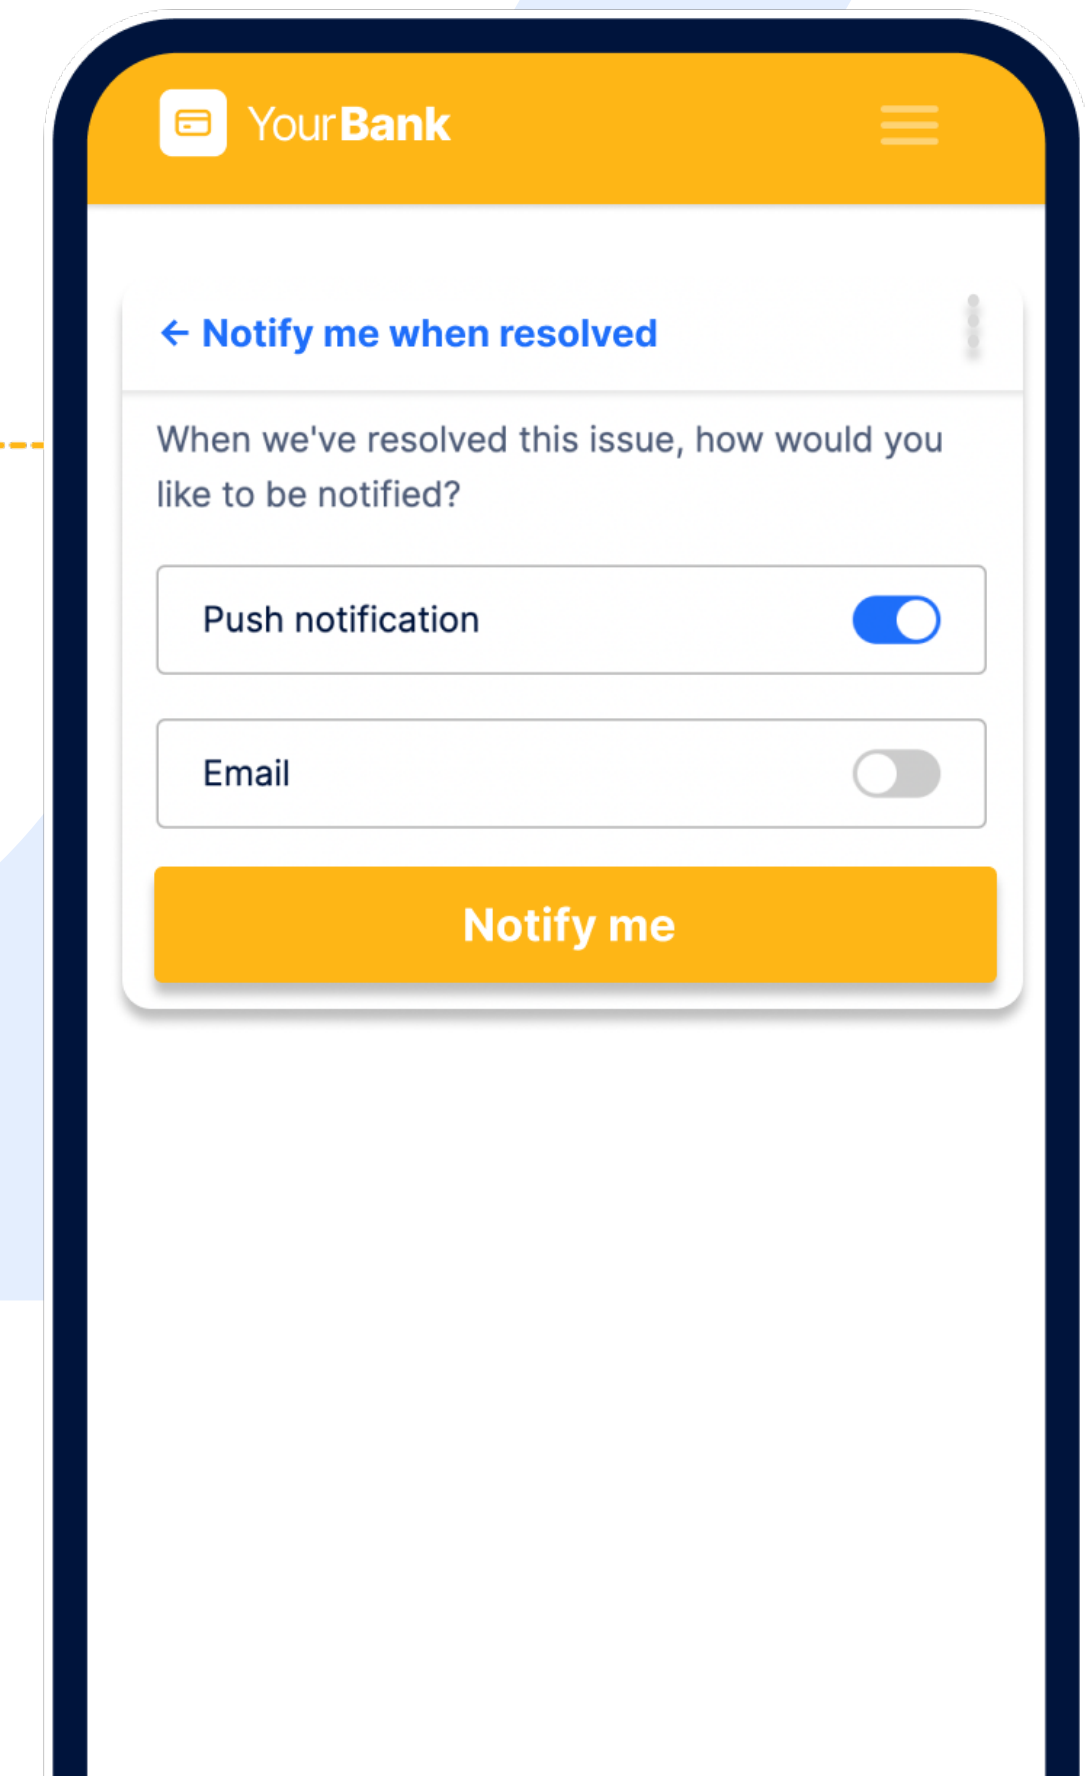 YourBank
← Notify me when resolved
When we've resolved this issue, how would you
like to be notified?
Push notification
Email
Notify me